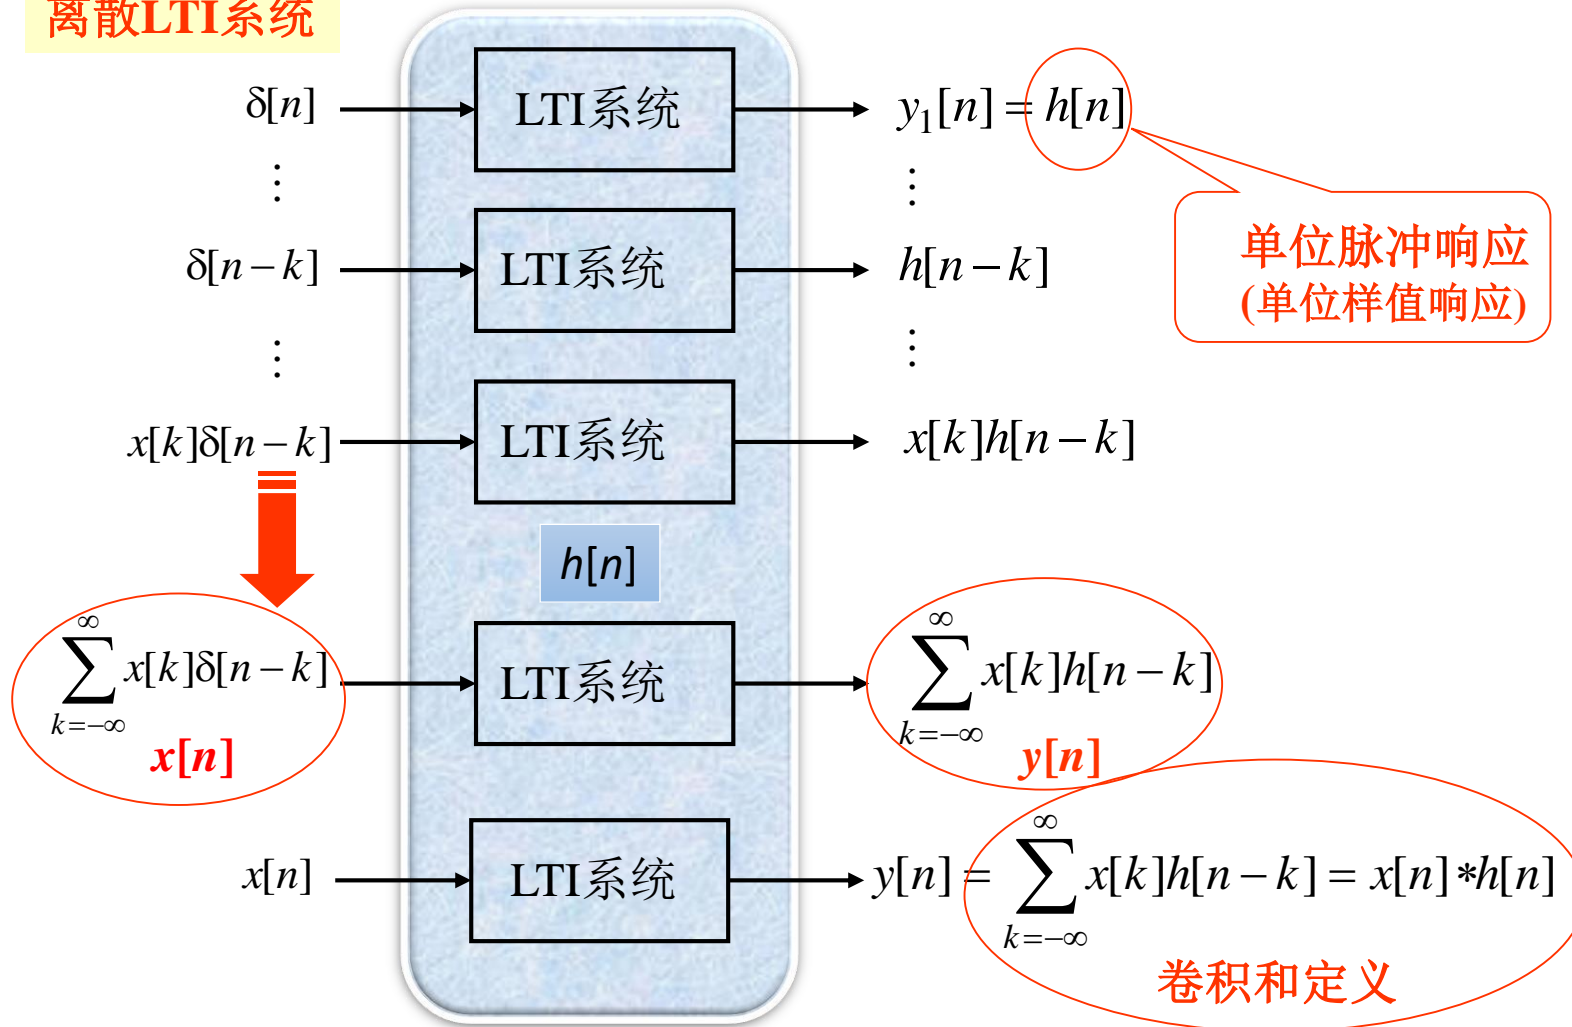 离散LTI系统
δ[n] LTI系统 y₁[n] = h[n]
⋮ ⋮
单位脉冲响应
(单位样值响应)
δ[n−k] LTI系统 h[n−k]
⋮ ⋮
x[k]δ[n−k] LTI系统 x[k]h[n−k]
h[n]
∑_{k=−∞}^{∞} x[k]δ[n−k] LTI系统 ∑_{k=−∞}^{∞} x[k]h[n−k]
x[n] y[n]
x[n] LTI系统 y[n] = ∑_{k=−∞}^{∞} x[k]h[n−k] = x[n]*h[n]
卷积和定义